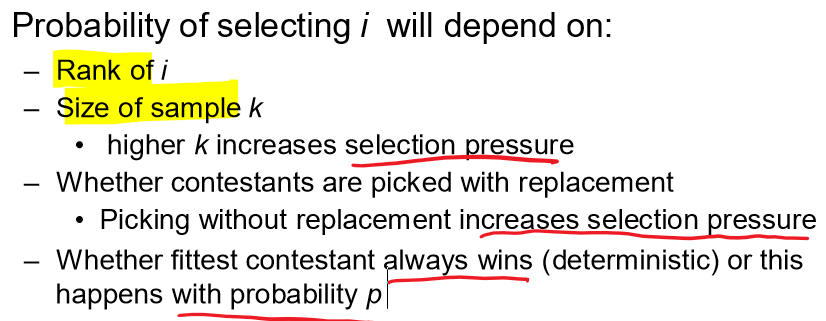 Probability of selecting i will depend on:
– Rank of i
– Size of sample k
• higher k increases selection pressure
– Whether contestants are picked with replacement
• Picking without replacement increases selection pressure
– Whether fittest contestant always wins (deterministic) or this
happens with probability p